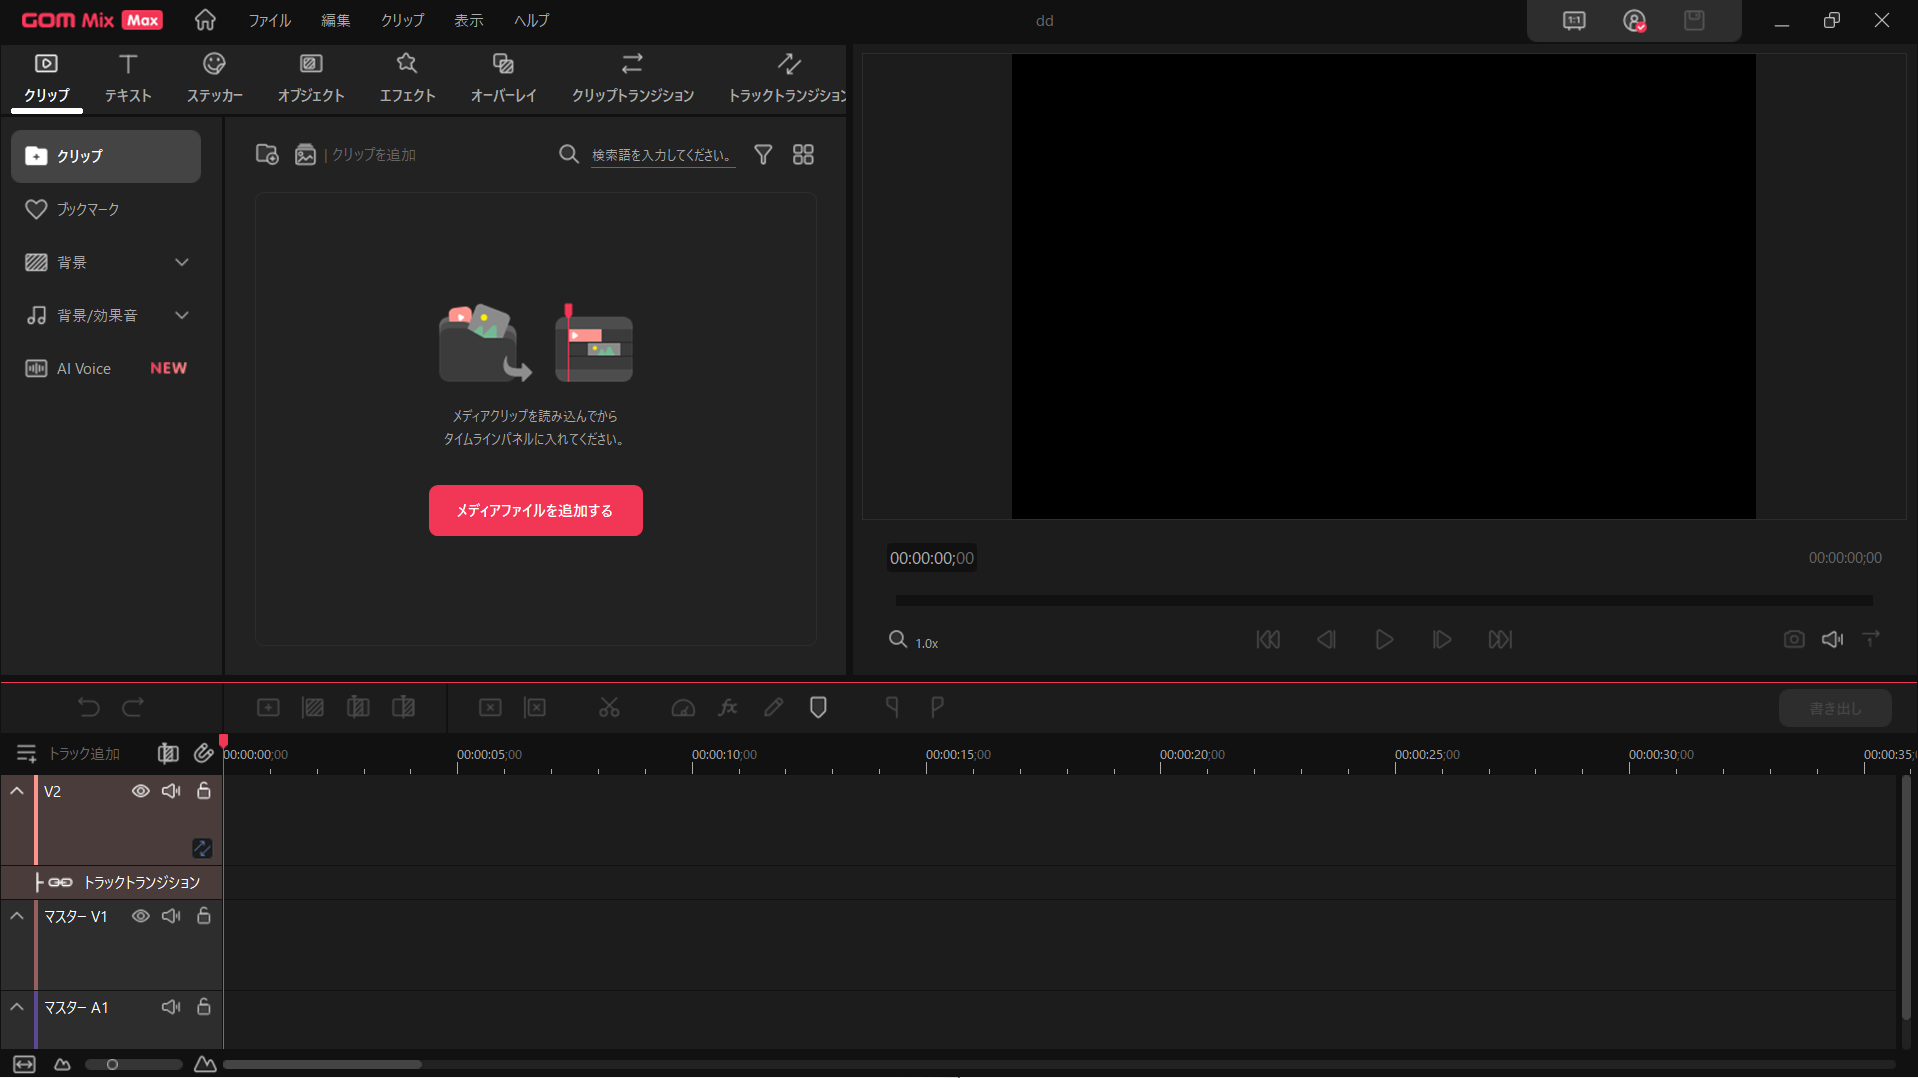 GOM Mix Max
ファイル 編集 クリップ 表示 ヘルプ
dd
1:1
クリップ テキスト ステッカー オブジェクト エフェクト オーバーレイ クリップトランジション トラックトランジション
クリップ
ブックマーク
背景
背景/効果音
AI Voice NEW
| クリップを追加
検索語を入力してください。
メディアクリップを読み込んでから
タイムラインパネルに入れてください。
メディアファイルを追加する
00:00:00;00
00:00:00;00
1.0x
fx
書き出し
トラック追加
00:00:00;00 00:00:05;00 00:00:10;00 00:00:15;00 00:00:20;00 00:00:25;00 00:00:30;00 00:00:35;
V2
トラックトランジション
マスター V1
マスター A1